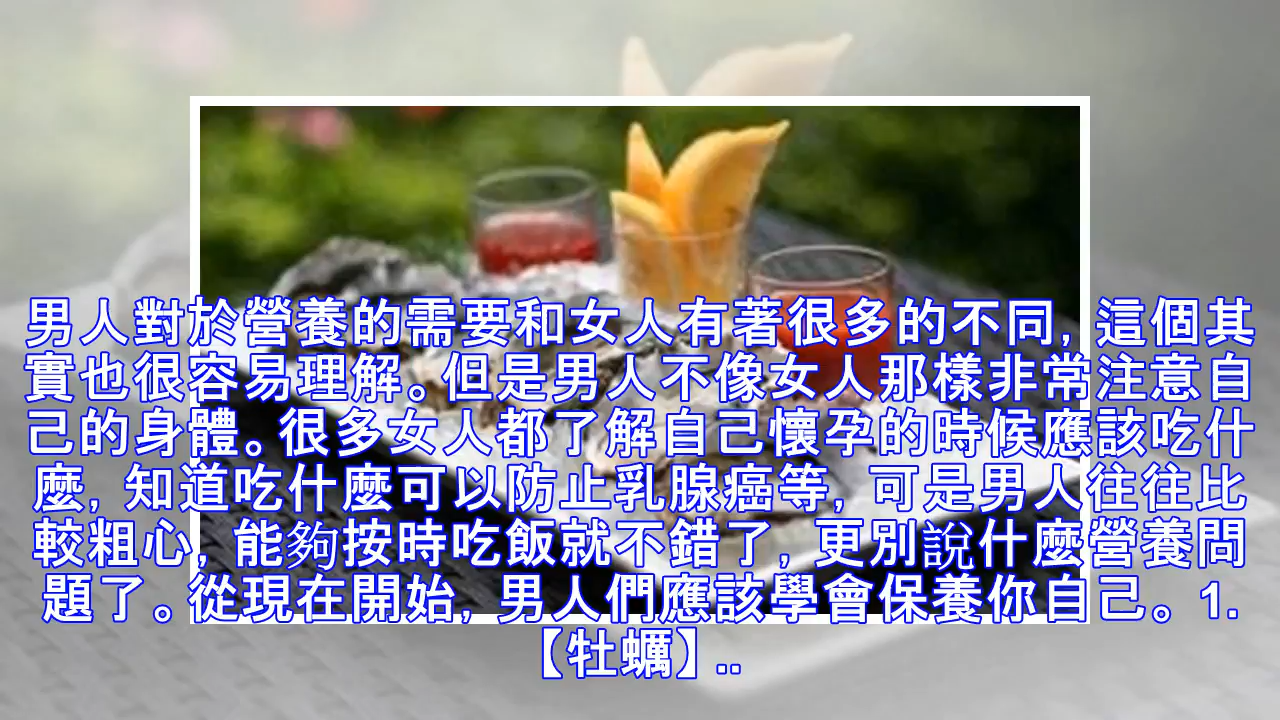 男人對於營養的需要和女人有著很多的不同, 這個其
實也很容易理解。但是男人不像女人那樣非常注意自
己的身體。很多女人都了解自己懷孕的時候應該吃什
麼, 知道吃什麼可以防止乳腺癌等, 可是男人往往比
較粗心, 能夠按時吃飯就不錯了, 更別說什麼營養問
題了。從現在開始, 男人們應該學會保養你自己。1.
【牡蠣】..